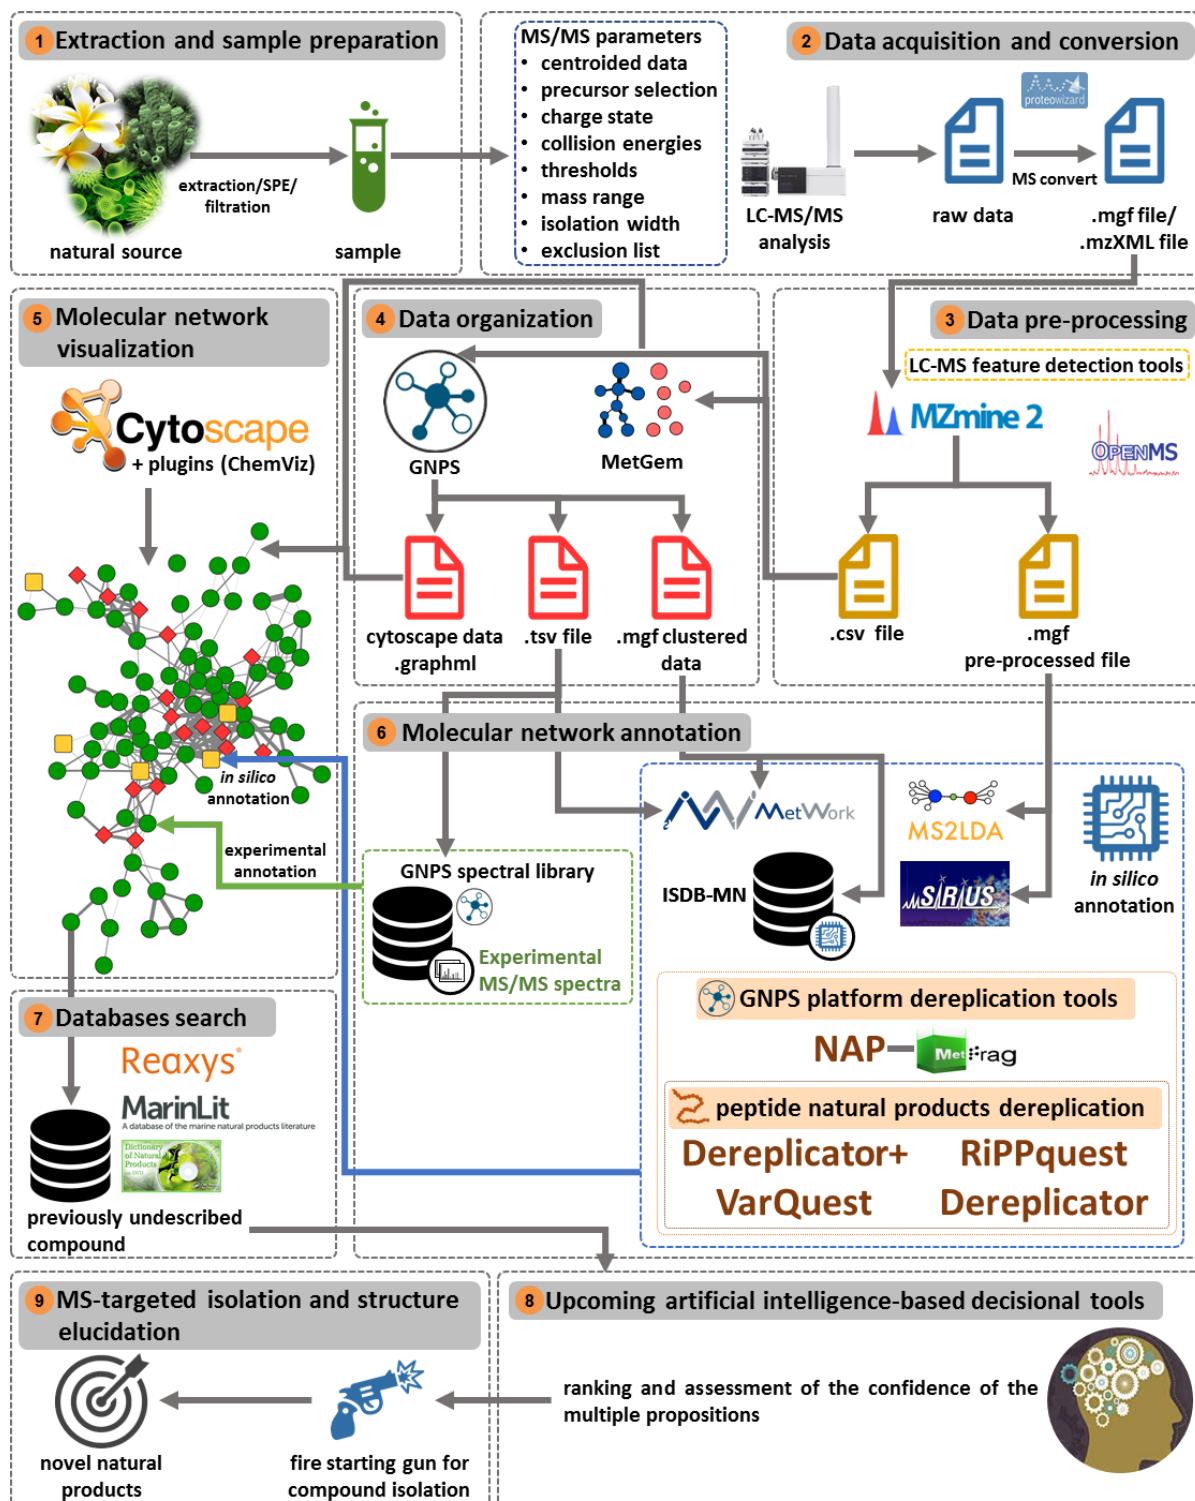 1 Extraction and sample preparation
extraction/SPE/
filtration
natural source
sample
MS/MS parameters
• centroided data
• precursor selection
• charge state
• collision energies
• thresholds
• mass range
• isolation width
• exclusion list
2 Data acquisition and conversion
proteowizard
MS convert
LC-MS/MS
analysis
raw data
.mgf file/
.mzXML file
5 Molecular network
visualization
Cytoscape
+ plugins (ChemViz)
in silico
annotation
experimental
annotation
4 Data organization
GNPS
MetGem
cytoscape data
.graphml
.tsv file
.mgf clustered
data
3 Data pre-processing
LC-MS feature detection tools
MZmine 2
OPENMS
.csv file
.mgf
pre-processed file
6 Molecular network annotation
GNPS spectral library
Experimental
MS/MS spectra
MetWork
ISDB-MN
MS2LDA
SIRIUS
in silico
annotation
GNPS platform dereplication tools
NAP
MetFrag
peptide natural products dereplication
Dereplicator+
RiPPquest
VarQuest
Dereplicator
7 Databases search
Reaxys®
MarinLit
A database of the marine natural products literature
Dictionary
of Natural
Products
on DVD
previously undescribed
compound
9 MS-targeted isolation and structure
elucidation
novel natural
products
fire starting gun for
compound isolation
8 Upcoming artificial intelligence-based decisional tools
ranking and assessment of the confidence of the
multiple propositions